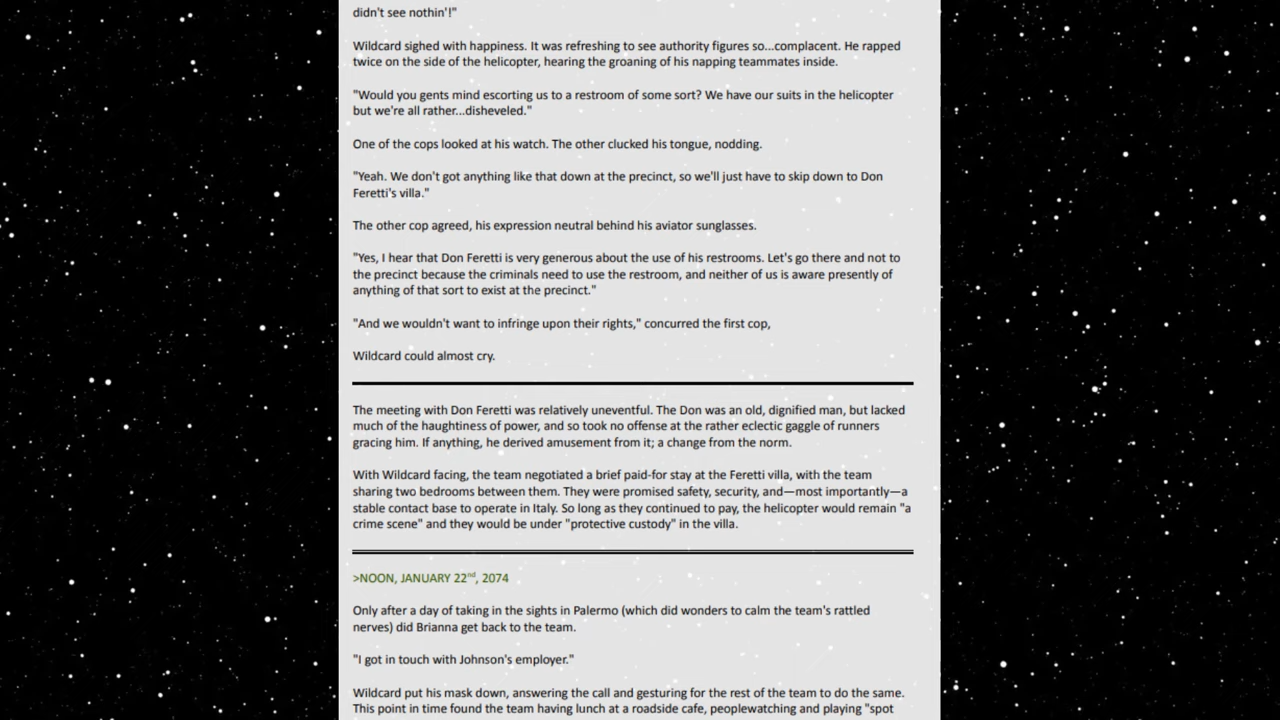 didn't see nothin'!"
Wildcard sighed with happiness. It was refreshing to see authority figures so...complacent. He rapped
twice on the side of the helicopter, hearing the groaning of his napping teammates inside.
"Would you gents mind escorting us to a restroom of some sort? We have our suits in the helicopter
but we're all rather...disheveled."
One of the cops looked at his watch. The other clucked his tongue, nodding.
"Yeah. We don't got anything like that down at the precinct, so we'll just have to skip down to Don
Feretti's villa."
The other cop agreed, his expression neutral behind his aviator sunglasses.
"Yes, I hear that Don Feretti is very generous about the use of his restrooms. Let's go there and not to
the precinct because the criminals need to use the restroom, and neither of us is aware presently of
anything of that sort to exist at the precinct."
"And we wouldn't want to infringe upon their rights," concurred the first cop,
Wildcard could almost cry.
The meeting with Don Feretti was relatively uneventful. The Don was an old, dignified man, but lacked
much of the haughtiness of power, and so took no offense at the rather eclectic gaggle of runners
gracing him. If anything, he derived amusement from it; a change from the norm.
With Wildcard facing, the team negotiated a brief paid-for stay at the Feretti villa, with the team
sharing two bedrooms between them. They were promised safety, security, and—most importantly—a
stable contact base to operate in Italy. So long as they continued to pay, the helicopter would remain "a
crime scene" and they would be under "protective custody" in the villa.
>NOON, JANUARY 22nd, 2074
Only after a day of taking in the sights in Palermo (which did wonders to calm the team's rattled
nerves) did Brianna get back to the team.
"I got in touch with Johnson's employer."
Wildcard put his mask down, answering the call and gesturing for the rest of the team to do the same.
This point in time found the team having lunch at a roadside cafe, peoplewatching and playing "spot